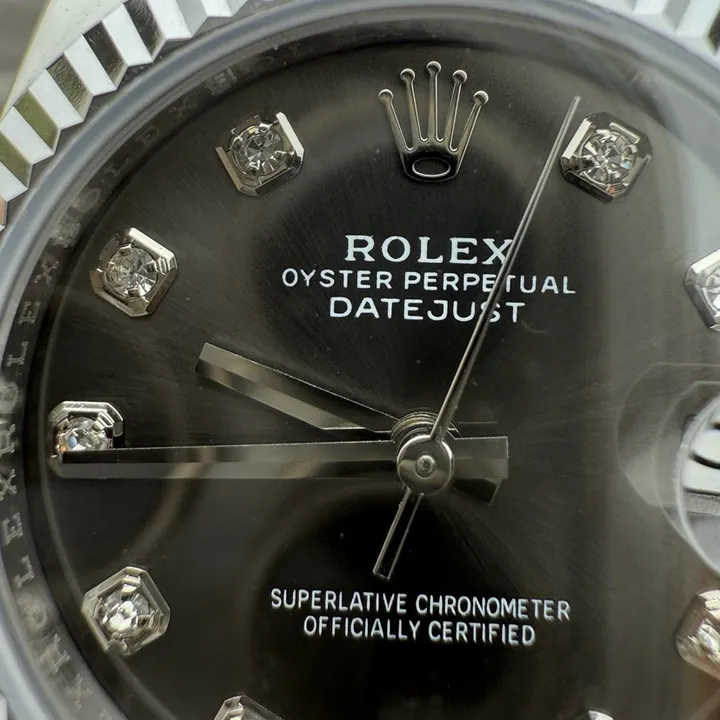 ROLEX
OYSTER PERPETUAL
DATEJUST
SUPERLATIVE CHRONOMETER
OFFICIALLY CERTIFIED